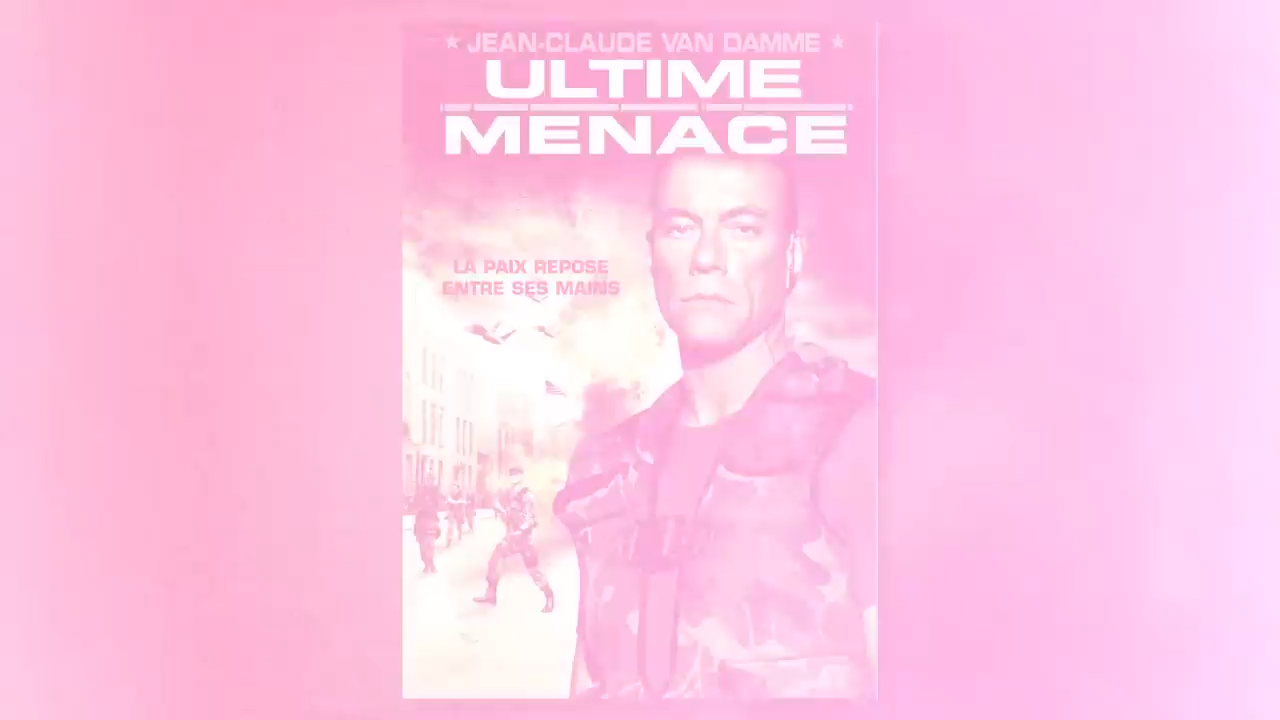 ★ JEAN-CLAUDE VAN DAMME ★
ULTIME
MENACE
LA PAIX REPOSE
ENTRE SES MAINS